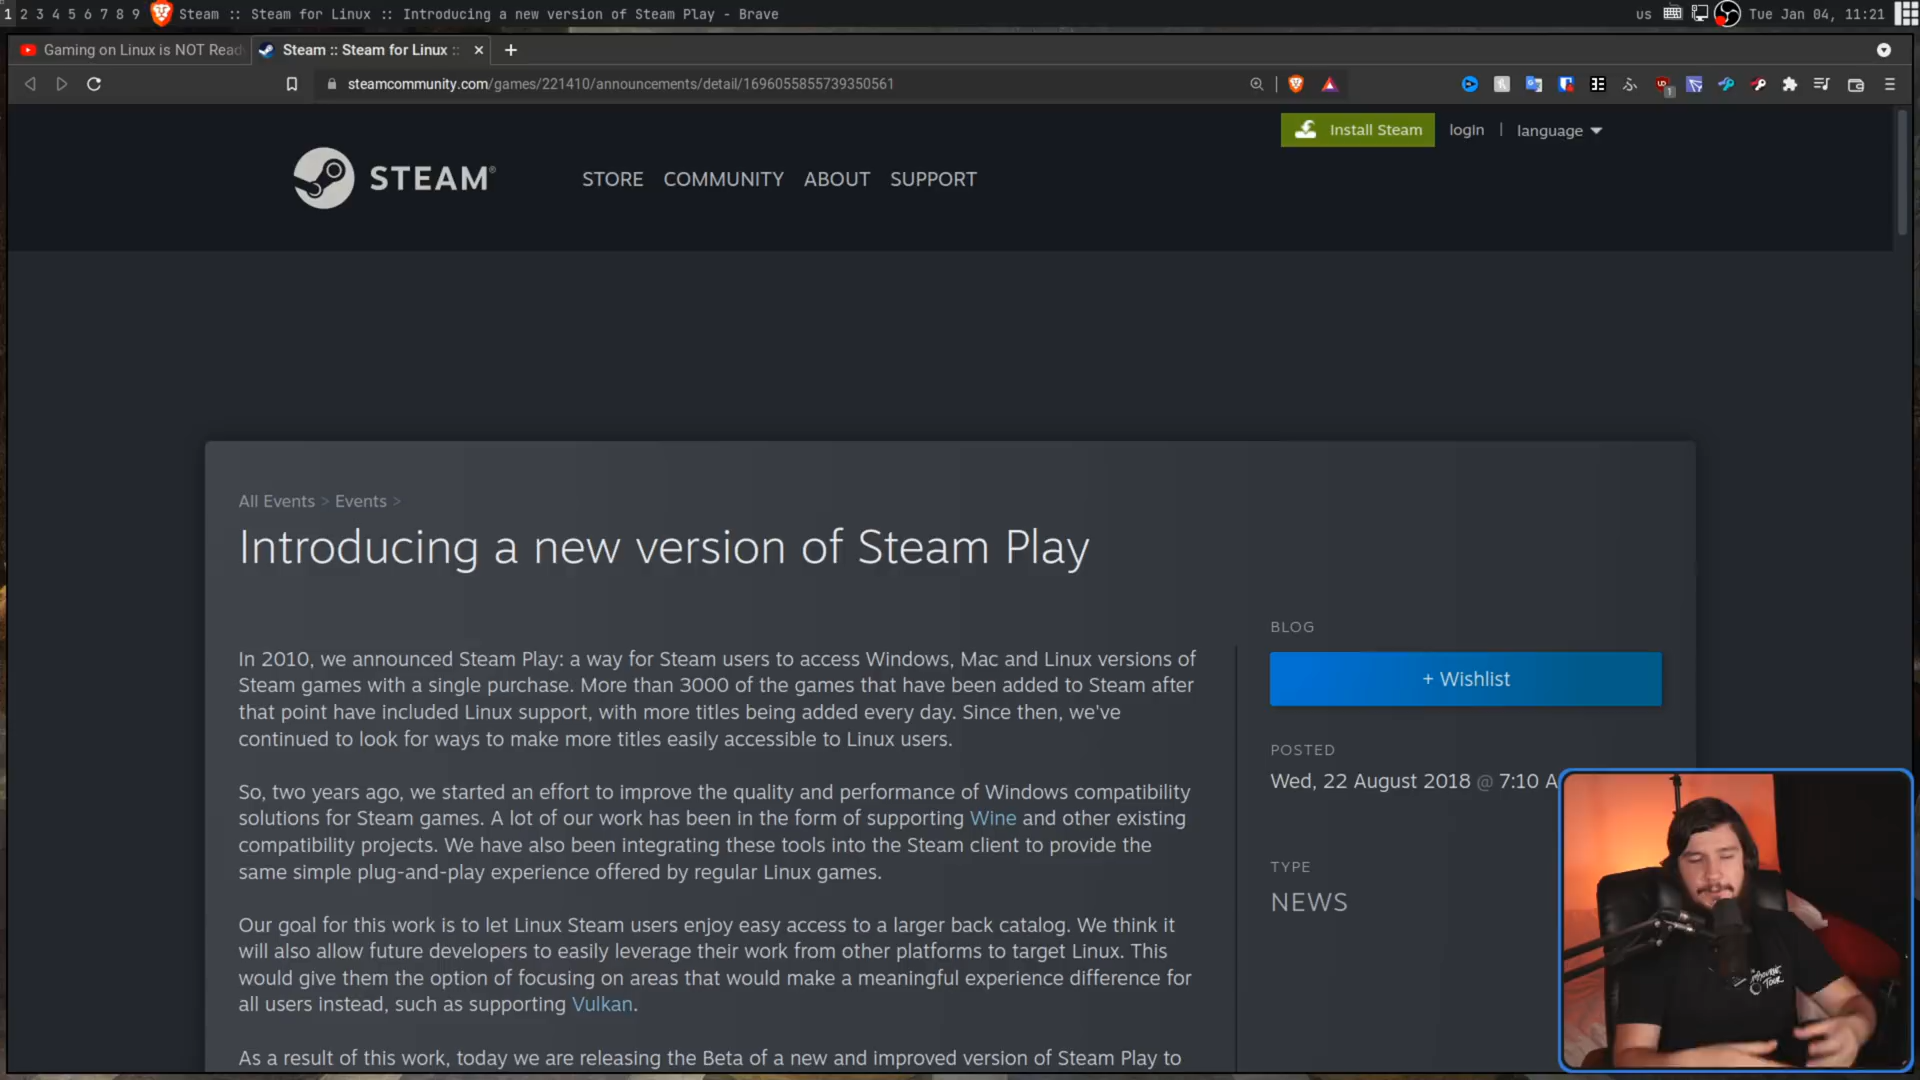 1 2 3 4 5 6 7 8 9 Steam :: Steam for Linux :: Introducing a new version of Steam Play - Brave
us Tue Jan 04, 11:21
Gaming on Linux is NOT Read
Steam :: Steam for Linux ::
steamcommunity.com/games/221410/announcements/detail/1696055855739350561
Install Steam login | language
STEAM® STORE COMMUNITY ABOUT SUPPORT
All Events > Events >
Introducing a new version of Steam Play
In 2010, we announced Steam Play: a way for Steam users to access Windows, Mac and Linux versions of
Steam games with a single purchase. More than 3000 of the games that have been added to Steam after
that point have included Linux support, with more titles being added every day. Since then, we've
continued to look for ways to make more titles easily accessible to Linux users.
So, two years ago, we started an effort to improve the quality and performance of Windows compatibility
solutions for Steam games. A lot of our work has been in the form of supporting Wine and other existing
compatibility projects. We have also been integrating these tools into the Steam client to provide the
same simple plug-and-play experience offered by regular Linux games.
Our goal for this work is to let Linux Steam users enjoy easy access to a larger back catalog. We think it
will also allow future developers to easily leverage their work from other platforms to target Linux. This
would give them the option of focusing on areas that would make a meaningful experience difference for
all users instead, such as supporting Vulkan.
As a result of this work, today we are releasing the Beta of a new and improved version of Steam Play to
BLOG
+ Wishlist
POSTED
Wed, 22 August 2018 @ 7:10 A
TYPE
NEWS
TOUR